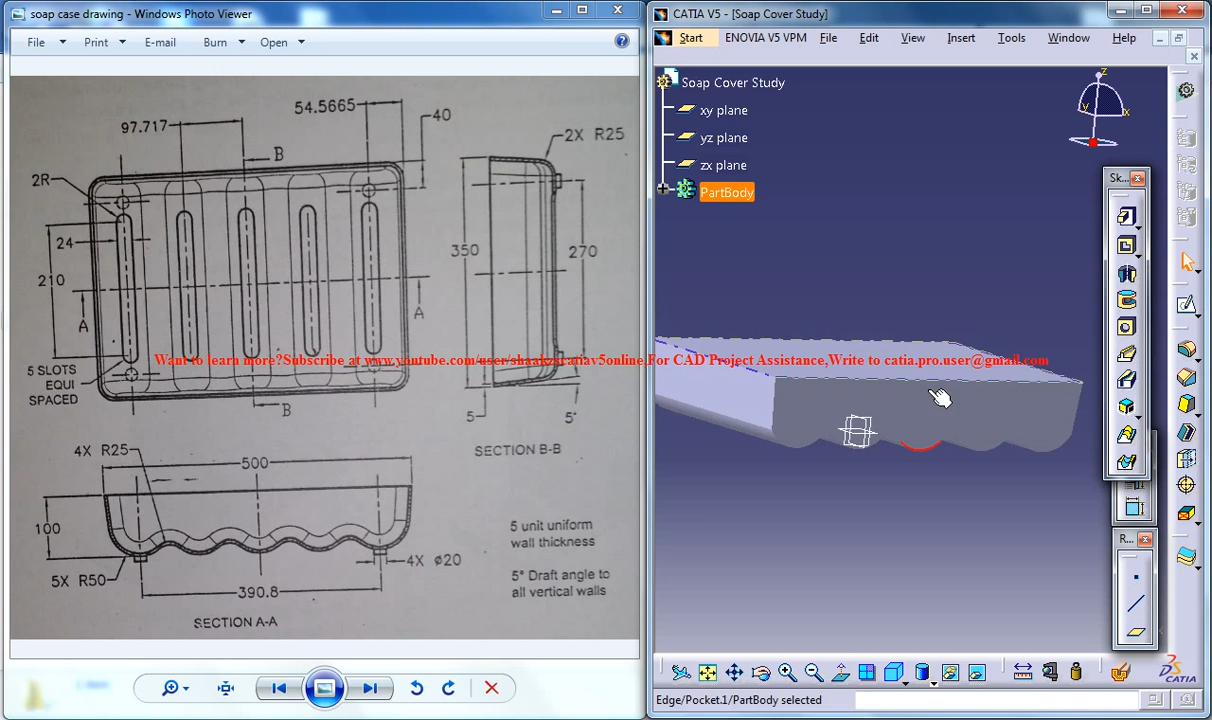 soap case drawing - Windows Photo Viewer
File Print E-mail Burn Open
54.5665
40
97.717
B
2X R25
2R
24
210
350
270
A
A
5 SLOTS
EQUI
SPACED
B
5
5°
SECTION B-B
4X R25
500
100
5 unit uniform
wall thickness
4X ø20
5X R50
5° Draft angle to
all vertical walls
390.8
SECTION A-A
CATIA V5 - [Soap Cover Study]
Start ENOVIA V5 VPM File Edit View Insert Tools Window Help
Soap Cover Study
xy plane
yz plane
zx plane
PartBody
z
y
x
Sk...
R...
Want to learn more?Subscribe at www.youtube.com/user/shaakzscatiav5online,For CAD Project Assistance,Write to catia.pro.user@gmail.com
CATIA
Edge/Pocket.1/PartBody selected